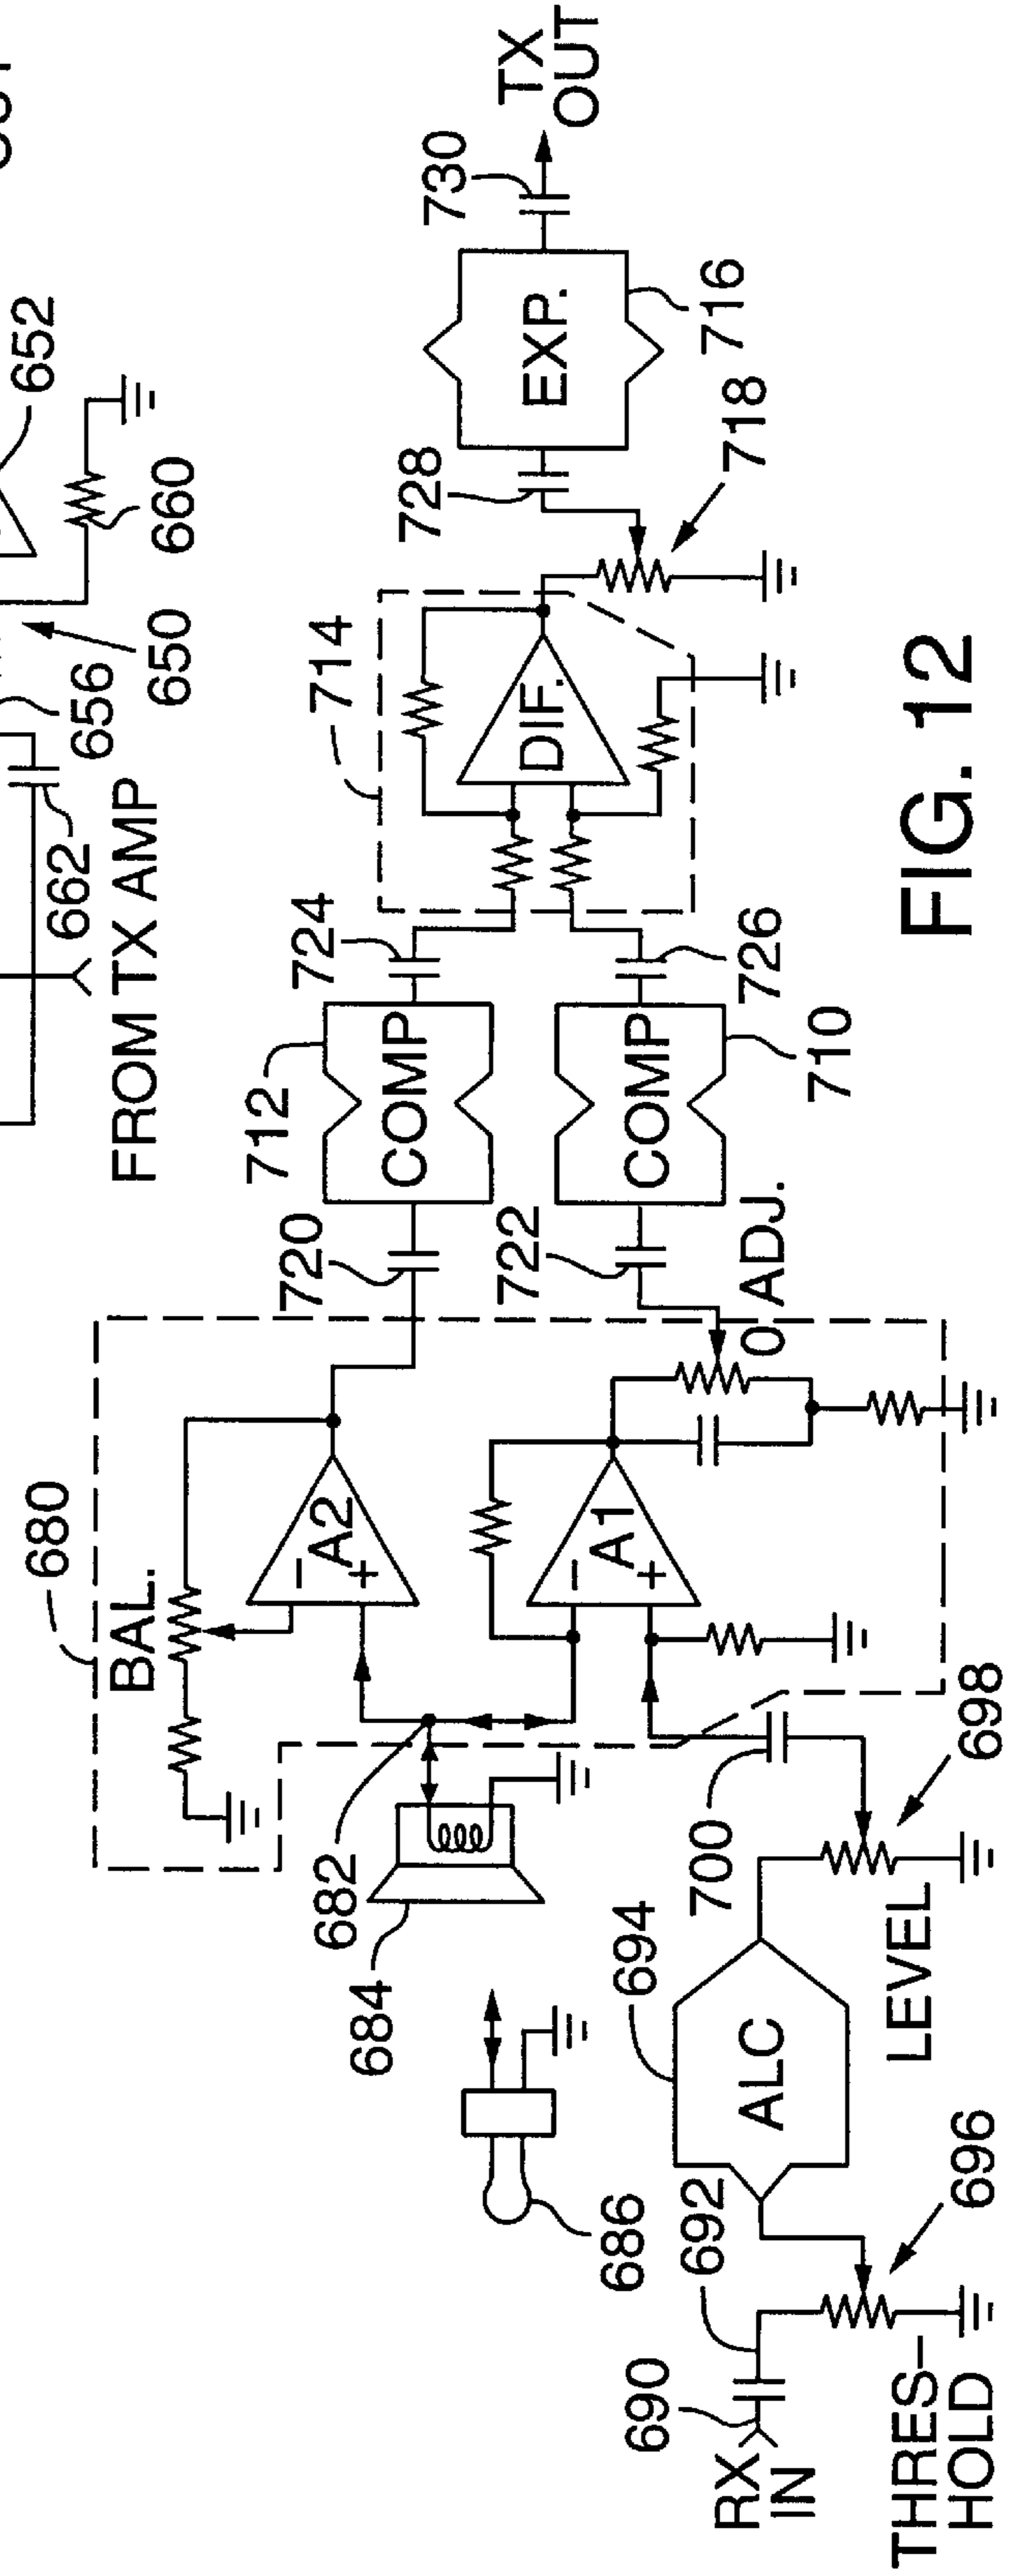 OUT
652
660
650
656
662
FROM TX AMP
680
BAL.
A2
− +
A1
− +
682
684
686
690
692
RX
IN
THRES-
HOLD
696
694
ALC
LEVEL
698
700
0 ADJ.
720
722
712
COMP
COMP
710
724
726
714
DIF.
718
728
EXP.
716
730
TX
OUT
FIG. 12